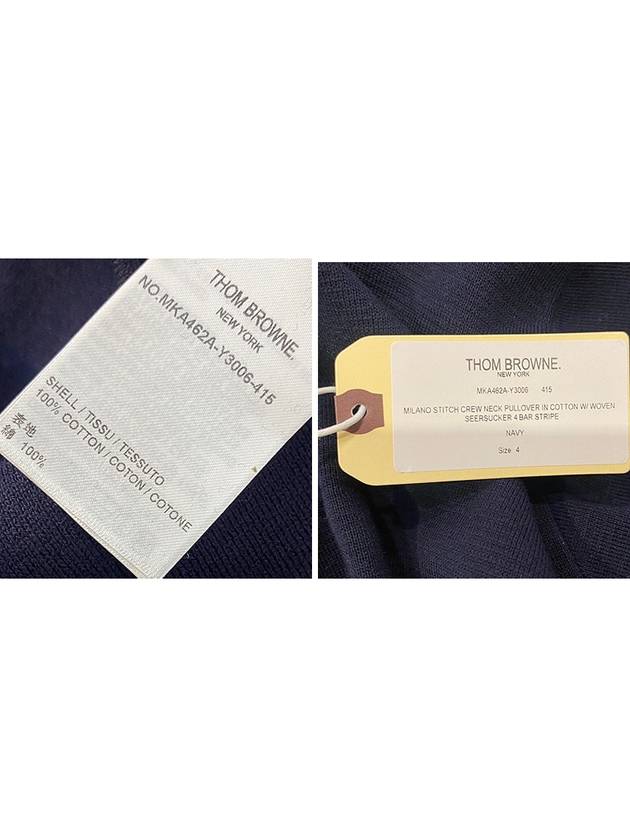 THOM BROWNE.
NEW YORK
NO.MKA462A-Y3006-415
SHELL / TISSU / TESSUTO
100% COTTON / COTON / COTONE
表地
綿 100%
THOM BROWNE.
NEW YORK
MKA462A-Y3006 415
MILANO STITCH CREW NECK PULLOVER IN COTTON W/ WOVEN
SEERSUCKER 4 BAR STRIPE
NAVY
Size 4